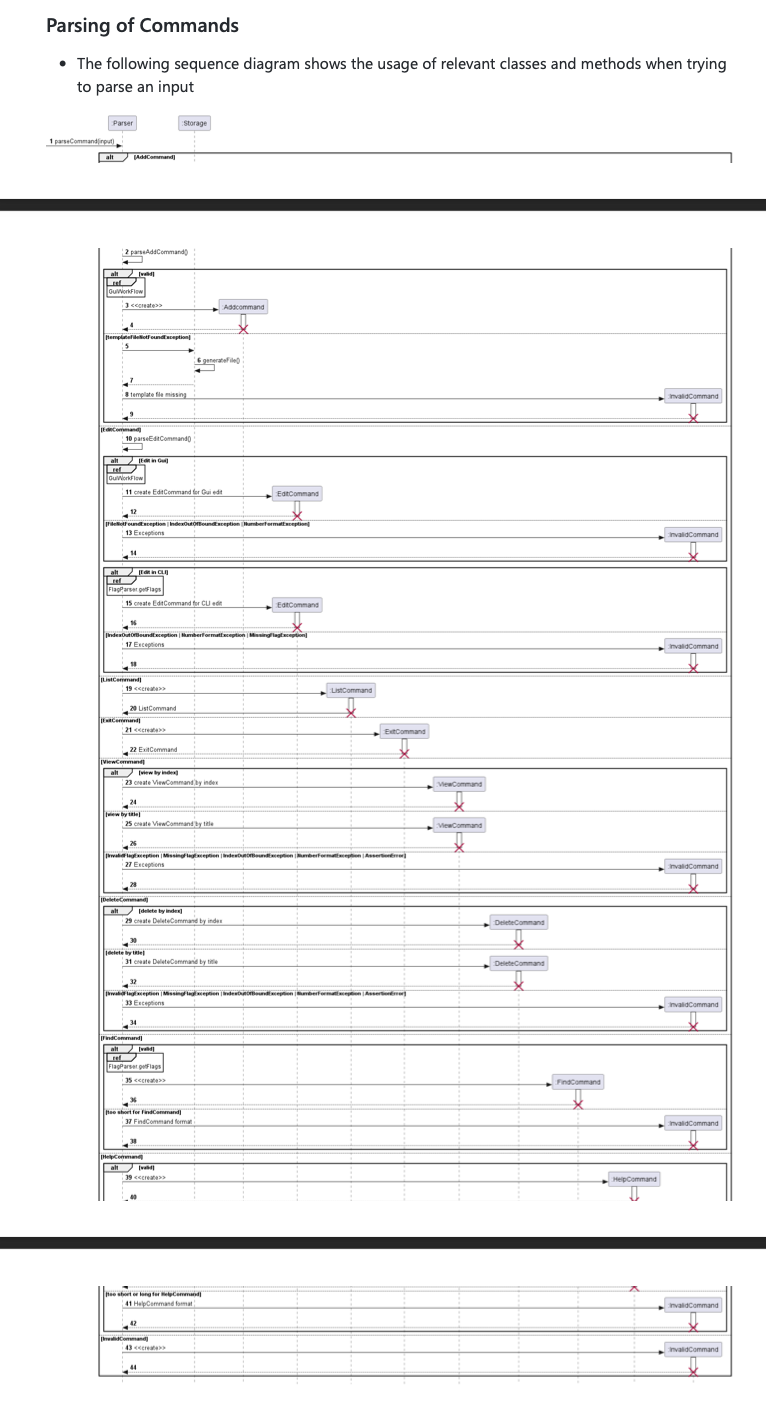 Parsing of Commands
• The following sequence diagram shows the usage of relevant classes and methods when trying
to parse an input
:Parser
:Storage
1 parseCommand(input)
alt [AddCommand]
2 parseAddCommand()
alt [valid]
ref
GuiWorkFlow
3 <<create>>
:Addcommand
4
[templateFileNotFoundException]
5
6 generateFile()
7
8 template file missing
:InvalidCommand
9
[EditCommand]
10 parseEditCommand()
alt [Edit in Gui]
ref
GuiWorkFlow
11 create EditCommand for Gui edit
:EditCommand
12
[FileNotFoundException | IndexOutOfBoundException | NumberFormatException]
13 Exceptions
:InvalidCommand
14
alt [Edit in CLI]
ref
FlagParser.getFlags
15 create EditCommand for CLI edit
:EditCommand
16
[IndexOutOfBoundException | NumberFormatException | MissingFlagException]
17 Exceptions
:InvalidCommand
18
[ListCommand]
19 <<create>>
:ListCommand
20 ListCommand
[ExitCommand]
21 <<create>>
:ExitCommand
22 ExitCommand
[ViewCommand]
alt [view by index]
23 create ViewCommand by index
:ViewCommand
24
[view by title]
25 create ViewCommand by title
:ViewCommand
26
[InvalidFlagException | MissingFlagException | IndexOutOfBoundException | NumberFormatException | AssertionError]
27 Exceptions
:InvalidCommand
28
[DeleteCommand]
alt [delete by index]
29 create DeleteCommand by index
:DeleteCommand
30
[delete by title]
31 create DeleteCommand by title
:DeleteCommand
32
[InvalidFlagException | MissingFlagException | IndexOutOfBoundException | NumberFormatException | AssertionError]
33 Exceptions
:InvalidCommand
34
[FindCommand]
alt [valid]
ref
FlagParser.getFlags
35 <<create>>
:FindCommand
36
[too short for FindCommand]
37 FindCommand format
:InvalidCommand
38
[HelpCommand]
alt [valid]
39 <<create>>
:HelpCommand
40
[too short or long for HelpCommand]
41 HelpCommand format
:InvalidCommand
42
[InvalidCommand]
43 <<create>>
:InvalidCommand
44